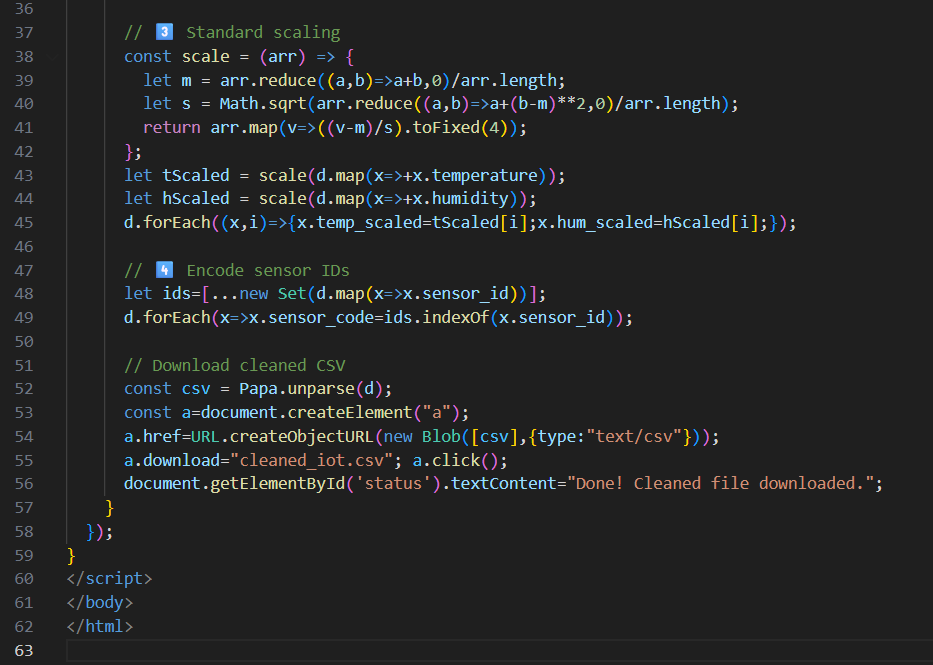 36
37 // 3️⃣ Standard scaling
38 const scale = (arr) => {
39 let m = arr.reduce((a,b)=>a+b,0)/arr.length;
40 let s = Math.sqrt(arr.reduce((a,b)=>a+(b-m)**2,0)/arr.length);
41 return arr.map(v=>((v-m)/s).toFixed(4));
42 };
43 let tScaled = scale(d.map(x=>+x.temperature));
44 let hScaled = scale(d.map(x=>+x.humidity));
45 d.forEach((x,i)=>{x.temp_scaled=tScaled[i];x.hum_scaled=hScaled[i];});
46
47 // 4️⃣ Encode sensor IDs
48 let ids=[...new Set(d.map(x=>x.sensor_id))];
49 d.forEach(x=>x.sensor_code=ids.indexOf(x.sensor_id));
50
51 // Download cleaned CSV
52 const csv = Papa.unparse(d);
53 const a=document.createElement("a");
54 a.href=URL.createObjectURL(new Blob([csv],{type:"text/csv"}));
55 a.download="cleaned_iot.csv"; a.click();
56 document.getElementById('status').textContent="Done! Cleaned file downloaded.";
57 }
58 });
59 }
60 </script>
61 </body>
62 </html>
63